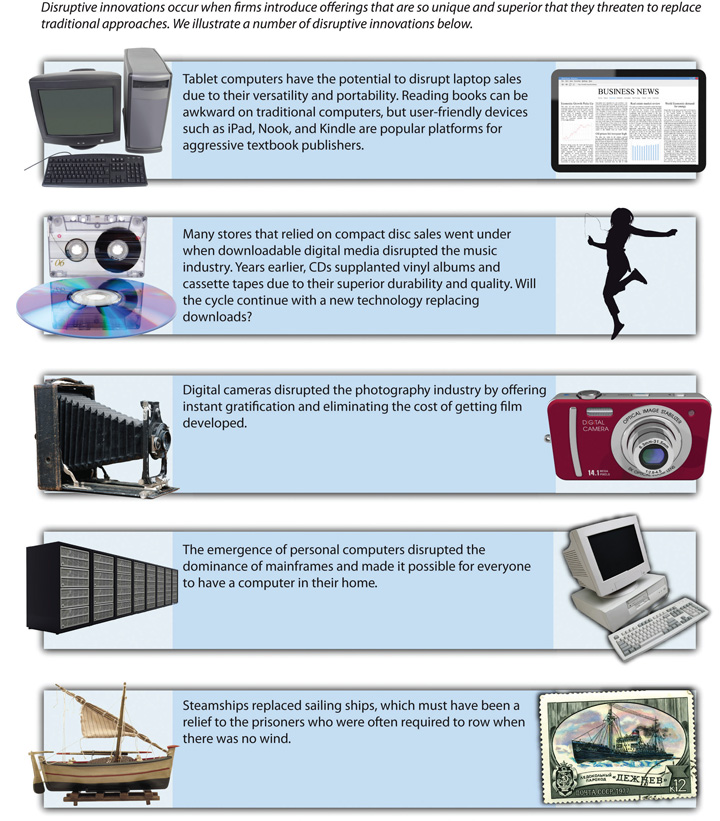 Disruptive innovations occur when firms introduce offerings that are so unique and superior that they threaten to replace
traditional approaches. We illustrate a number of disruptive innovations below.
Tablet computers have the potential to disrupt laptop sales
due to their versatility and portability. Reading books can be
awkward on traditional computers, but user-friendly devices
such as iPad, Nook, and Kindle are popular platforms for
aggressive textbook publishers.
BUSINESS NEWS
Many stores that relied on compact disc sales went under
when downloadable digital media disrupted the music
industry. Years earlier, CDs supplanted vinyl albums and
cassette tapes due to their superior durability and quality. Will
the cycle continue with a new technology replacing
downloads?
Digital cameras disrupted the photography industry by offering
instant gratification and eliminating the cost of getting film
developed.
DIGITAL
CAMERA
OPTICAL IMAGE STABILIZER
14.1 MEGA
PIXELS
The emergence of personal computers disrupted the
dominance of mainframes and made it possible for everyone
to have a computer in their home.
Steamships replaced sailing ships, which must have been a
relief to the prisoners who were often required to row when
there was no wind.
ЛЕДОКОЛЬНЫЙ
ПАРОХОД
"ДЕЖНЕВ"
ПОЧТА СССР 1977
К12